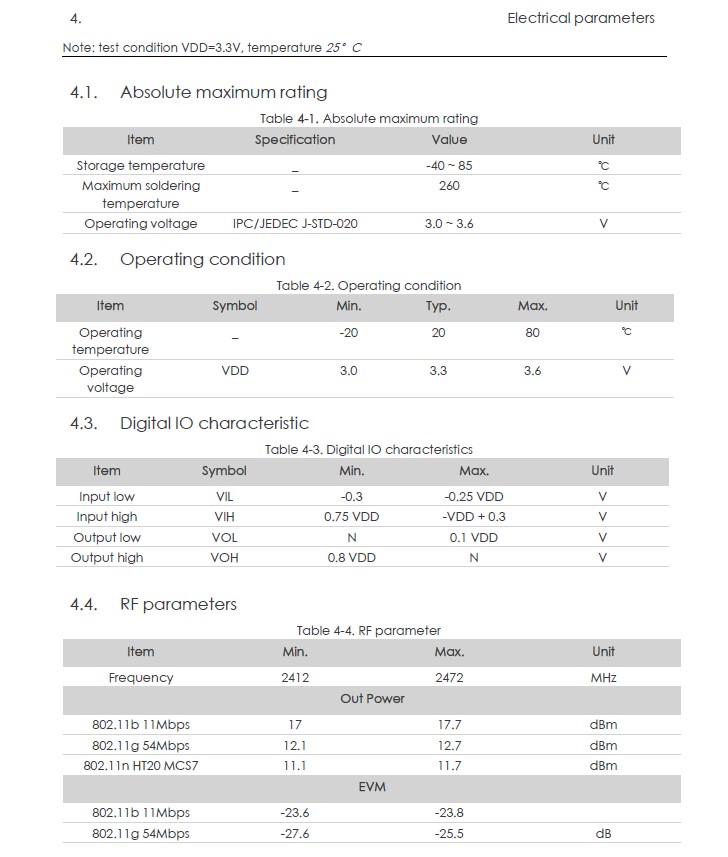 4. Electrical parameters
Note: test condition VDD=3.3V, temperature 25° C
4.1. Absolute maximum rating
Table 4-1. Absolute maximum rating
Item Specification Value Unit
Storage temperature _ -40 ~ 85 ℃
Maximum soldering temperature _ 260 ℃
Operating voltage IPC/JEDEC J-STD-020 3.0 ~ 3.6 V
4.2. Operating condition
Table 4-2. Operating condition
Item Symbol Min. Typ. Max. Unit
Operating temperature _ -20 20 80 ℃
Operating voltage VDD 3.0 3.3 3.6 V
4.3. Digital IO characteristic
Table 4-3. Digital IO characteristics
Item Symbol Min. Max. Unit
Input low VIL -0.3 -0.25 VDD V
Input high VIH 0.75 VDD -VDD + 0.3 V
Output low VOL N 0.1 VDD V
Output high VOH 0.8 VDD N V
4.4. RF parameters
Table 4-4. RF parameter
Item Min. Max. Unit
Frequency 2412 2472 MHz
Out Power
802.11b 11Mbps 17 17.7 dBm
802.11g 54Mbps 12.1 12.7 dBm
802.11n HT20 MCS7 11.1 11.7 dBm
EVM
802.11b 11Mbps -23.6 -23.8
802.11g 54Mbps -27.6 -25.5 dB